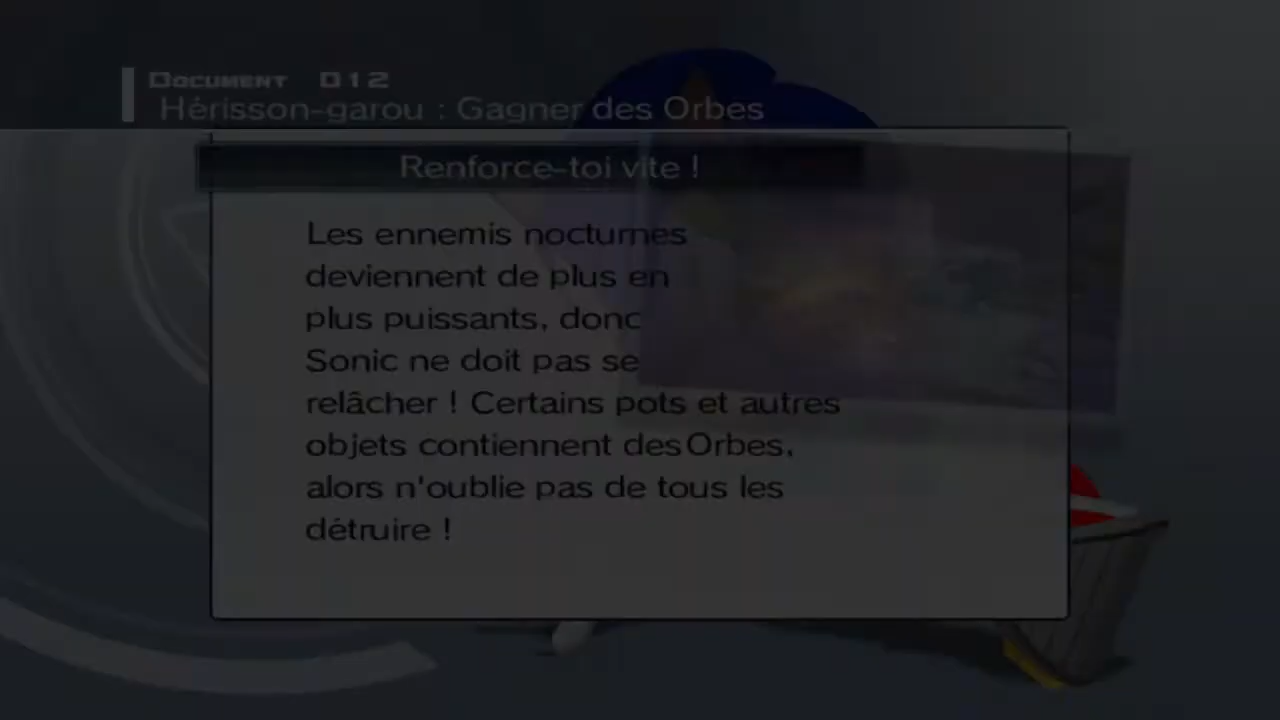 Document 012
Hérisson-garou : Gagner des Orbes
Renforce-toi vite !
Les ennemis nocturnes
deviennent de plus en
plus puissants, donc
Sonic ne doit pas se
relâcher ! Certains pots et autres
objets contiennent des Orbes,
alors n'oublie pas de tous les
détruire !